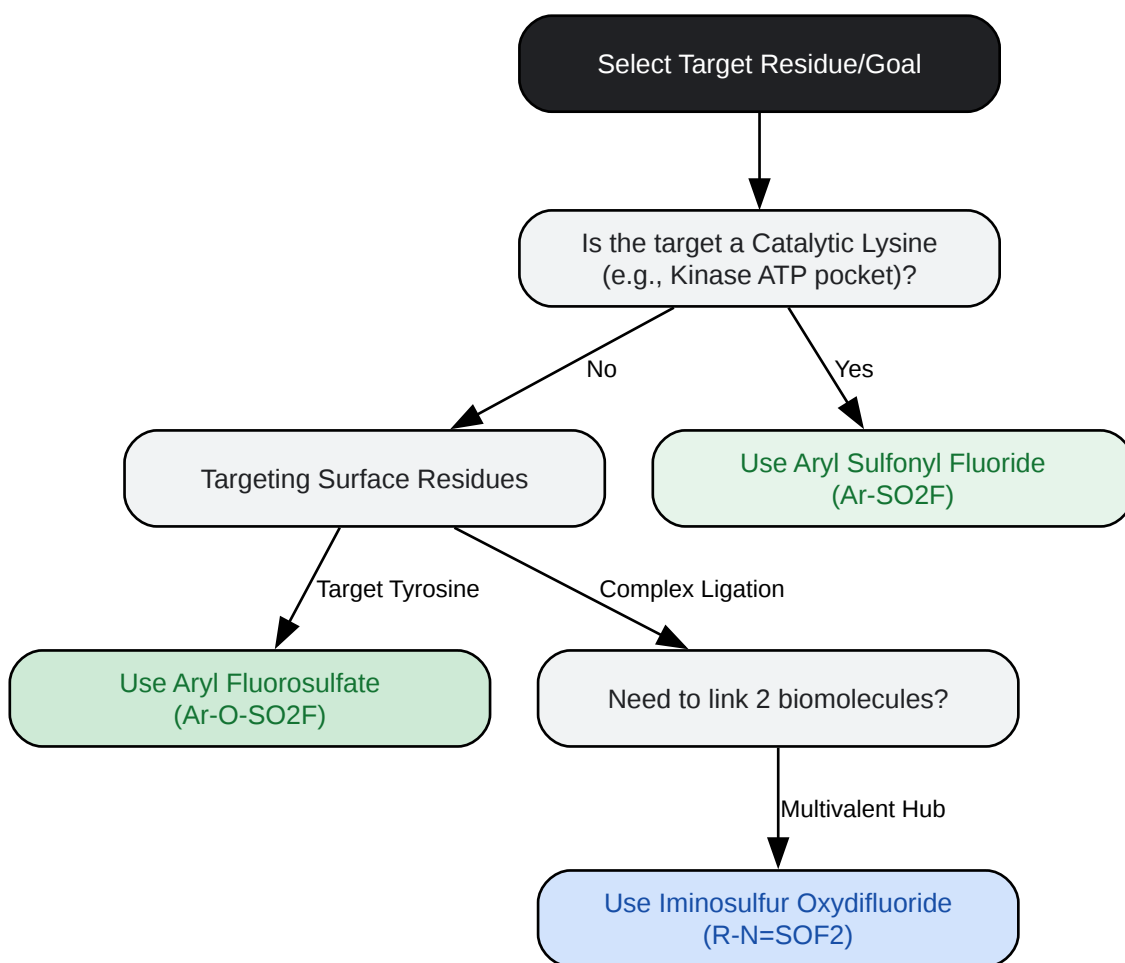 Select Target Residue/Goal
Is the target a Catalytic Lysine
(e.g., Kinase ATP pocket)?
No
Yes
Targeting Surface Residues
Use Aryl Sulfonyl Fluoride
(Ar-SO2F)
Target Tyrosine
Complex Ligation
Use Aryl Fluorosulfate
(Ar-O-SO2F)
Need to link 2 biomolecules?
Multivalent Hub
Use Iminosulfur Oxydifluoride
(R-N=SOF2)